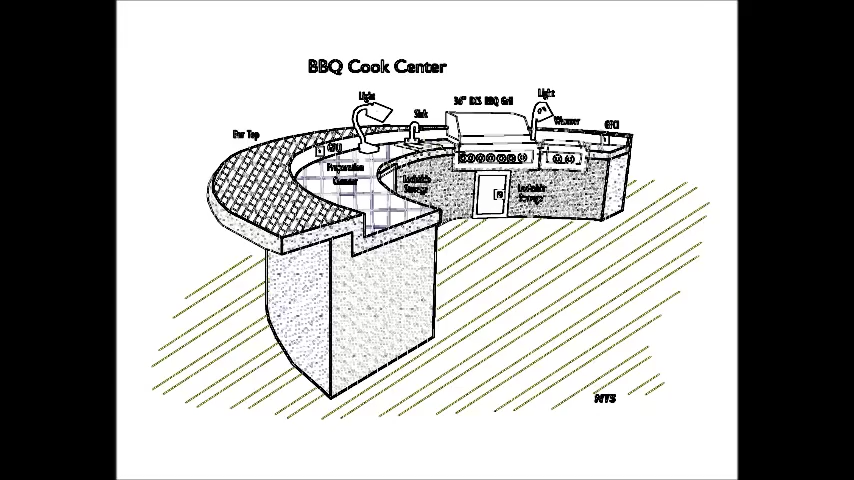 BBQ Cook Center
Light
Light
36" DCS BBQ Grill
Sink
Warmer
GFCI
Bar Top
GFCI
Preparation
Counter
Lockable
Storage
Lockable
Storage
NTS